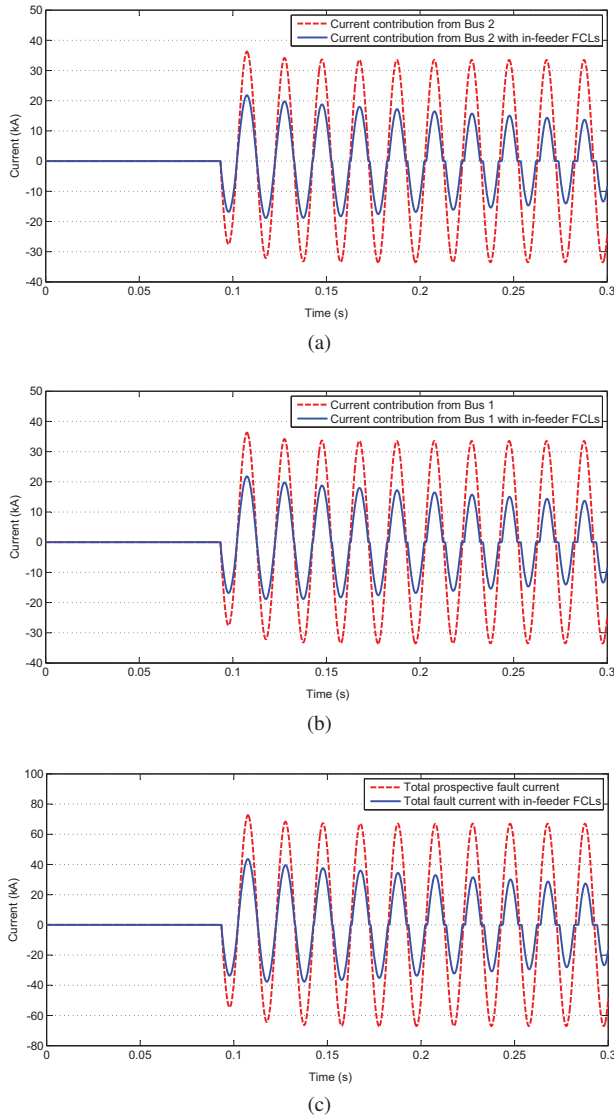 50
40
30
20
10
0
-10
-20
-30
-40
Current (kA)
Current contribution from Bus 2
Current contribution from Bus 2 with in-feeder FCLs
0 0.05 0.1 0.15 0.2 0.25 0.3
Time (s)
(a)
50
40
30
20
10
0
-10
-20
-30
-40
Current (kA)
Current contribution from Bus 1
Current contribution from Bus 1 with in-feeder FCLs
0 0.05 0.1 0.15 0.2 0.25 0.3
Time (s)
(b)
100
80
60
40
20
0
-20
-40
-60
-80
Current (kA)
Total prospective fault current
Total fault current with in-feeder FCLs
0 0.05 0.1 0.15 0.2 0.25 0.3
Time (s)
(c)